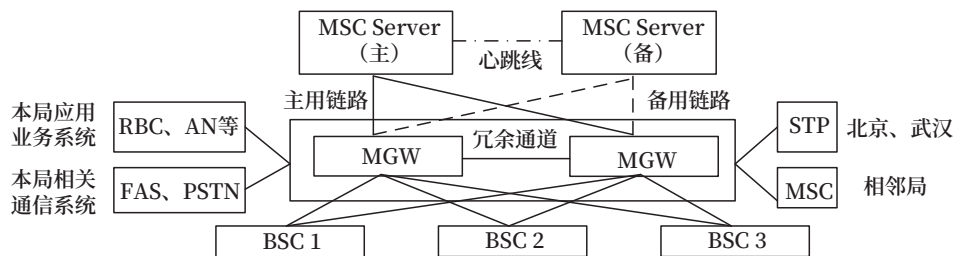 MSC Server
（主）
MSC Server
（备）
心跳线
主用链路
备用链路
本局应用
业务系统
RBC、AN等
冗余通道
MGW
MGW
STP
北京、武汉
本局相关
通信系统
FAS、PSTN
MSC
相邻局
BSC 1
BSC 2
BSC 3